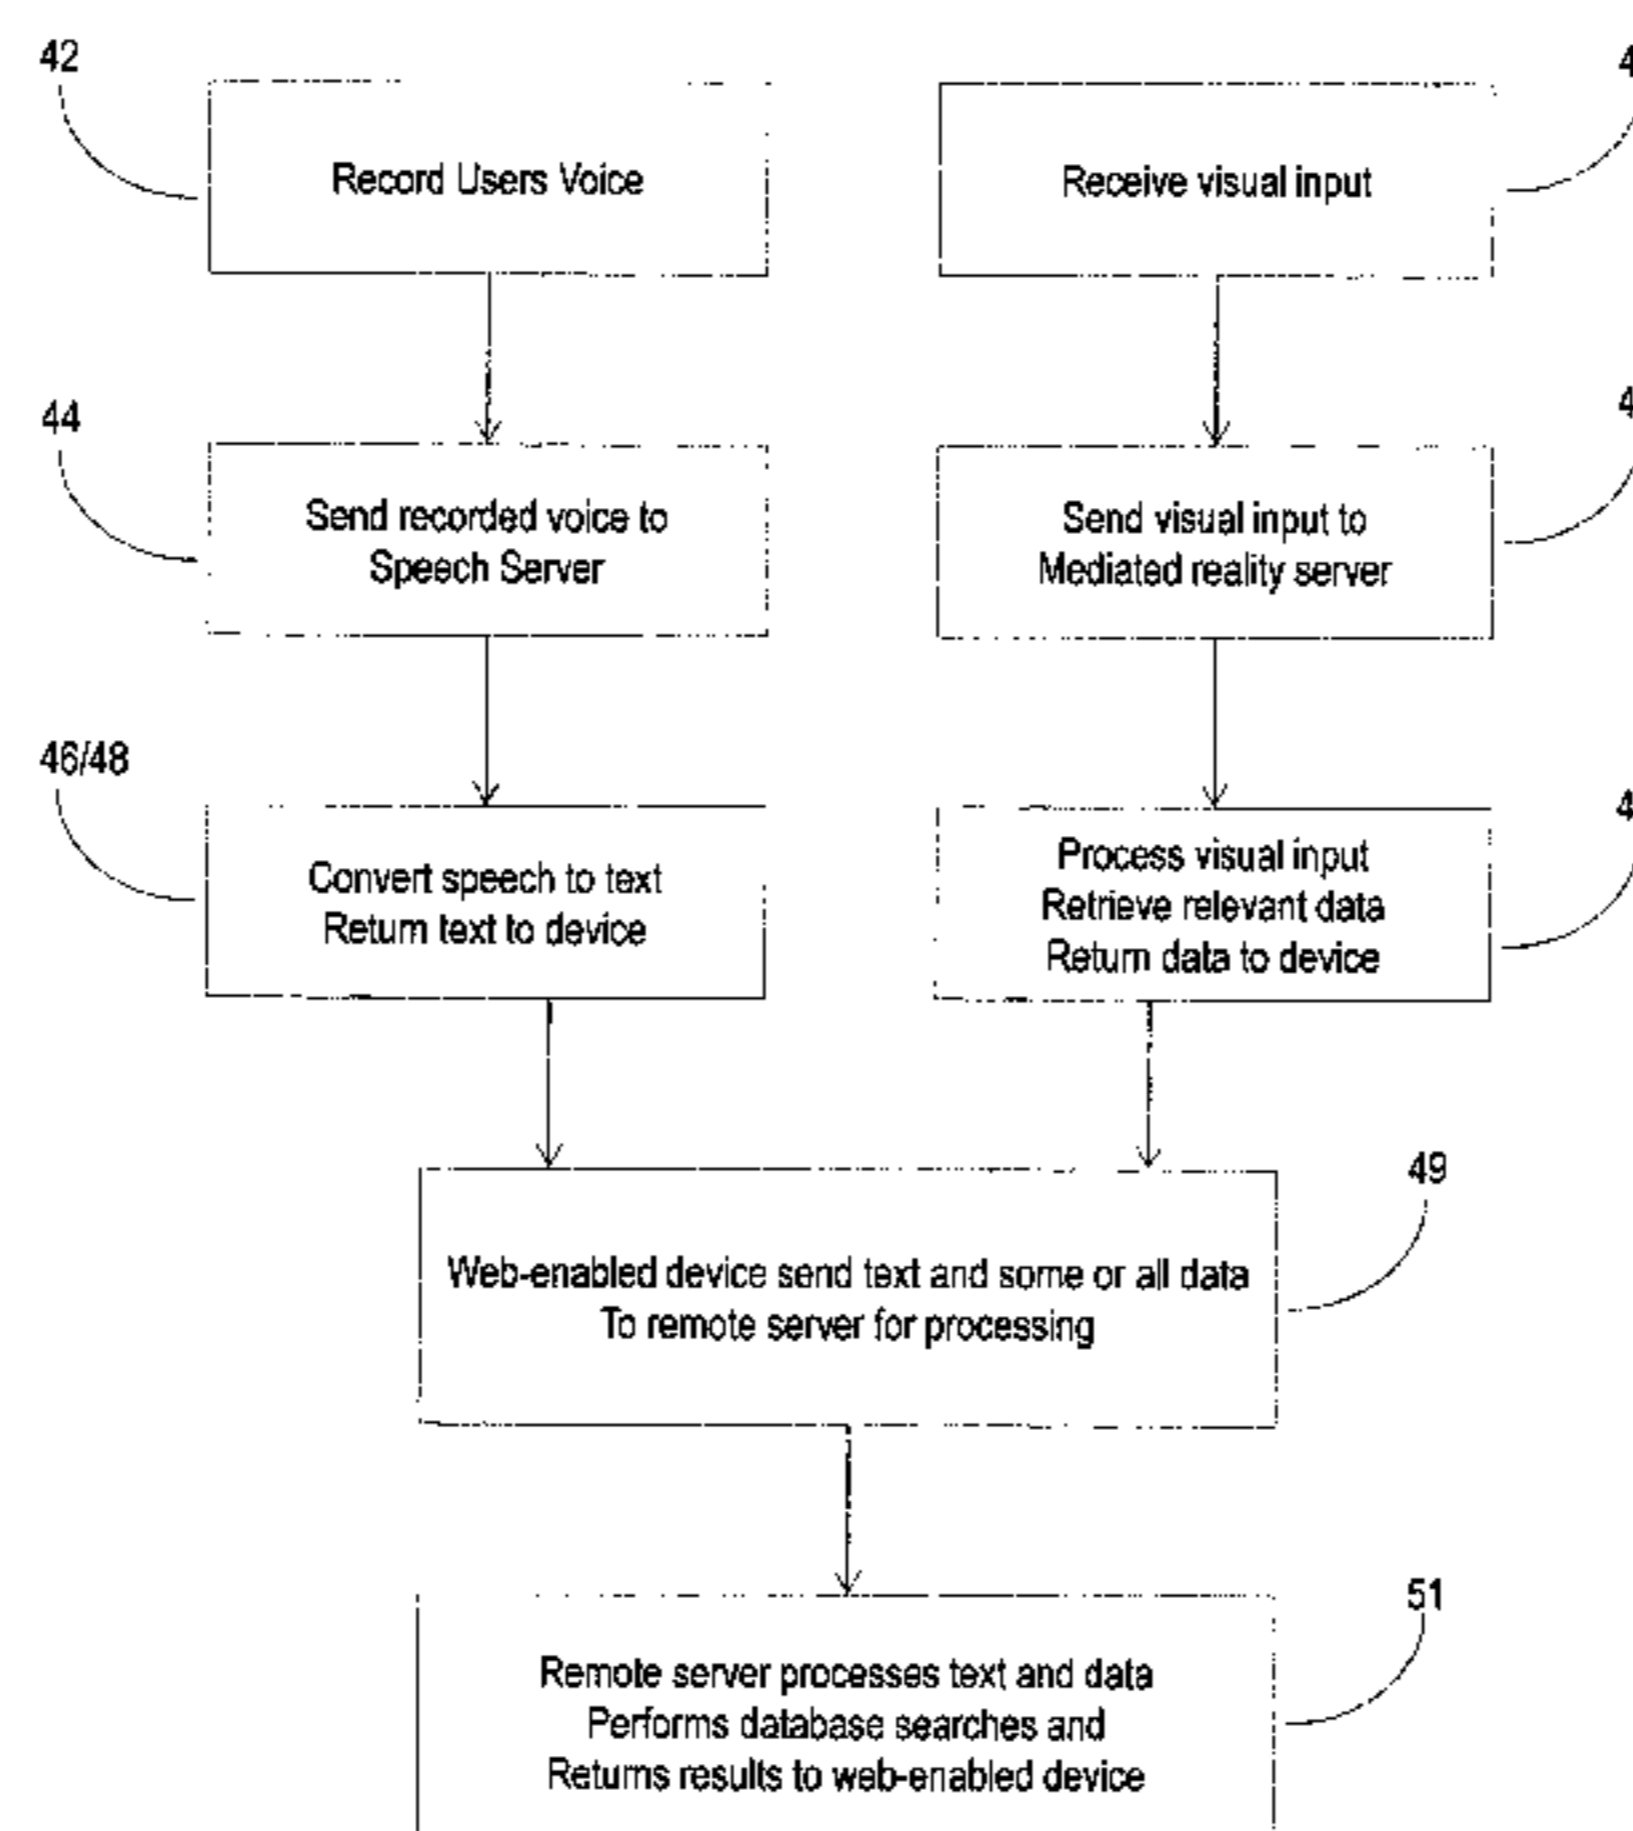 42
Record Users Voice
Receive visual input
44
Send recorded voice to
Speech Server
Send visual input to
Mediated reality server
46/48
Convert speech to text
Return text to device
Process visual input
Retrieve relevant data
Return data to device
49
Web-enabled device send text and some or all data
To remote server for processing
51
Remote server processes text and data
Performs database searches and
Returns results to web-enabled device